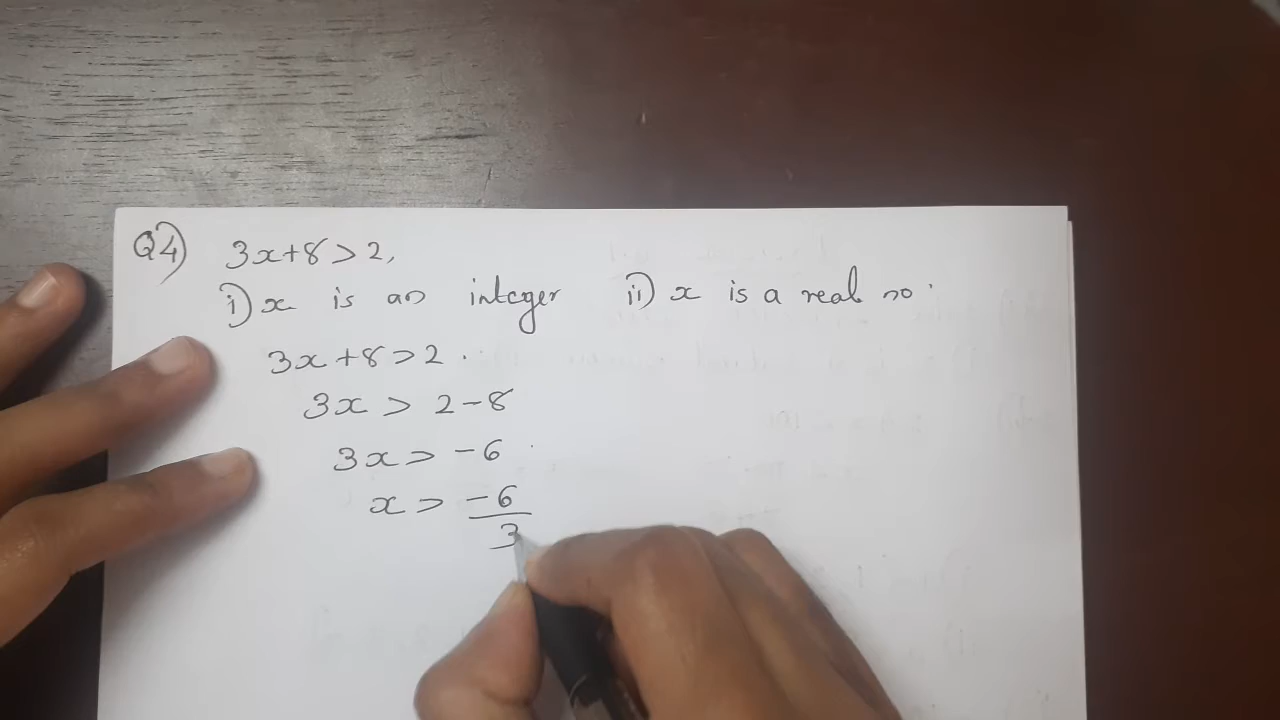 Q4) 3x+8>2,
i) x is an integer ii) x is a real no.
3x+8>2.
3x > 2-8
3x > -6
x > -6/3